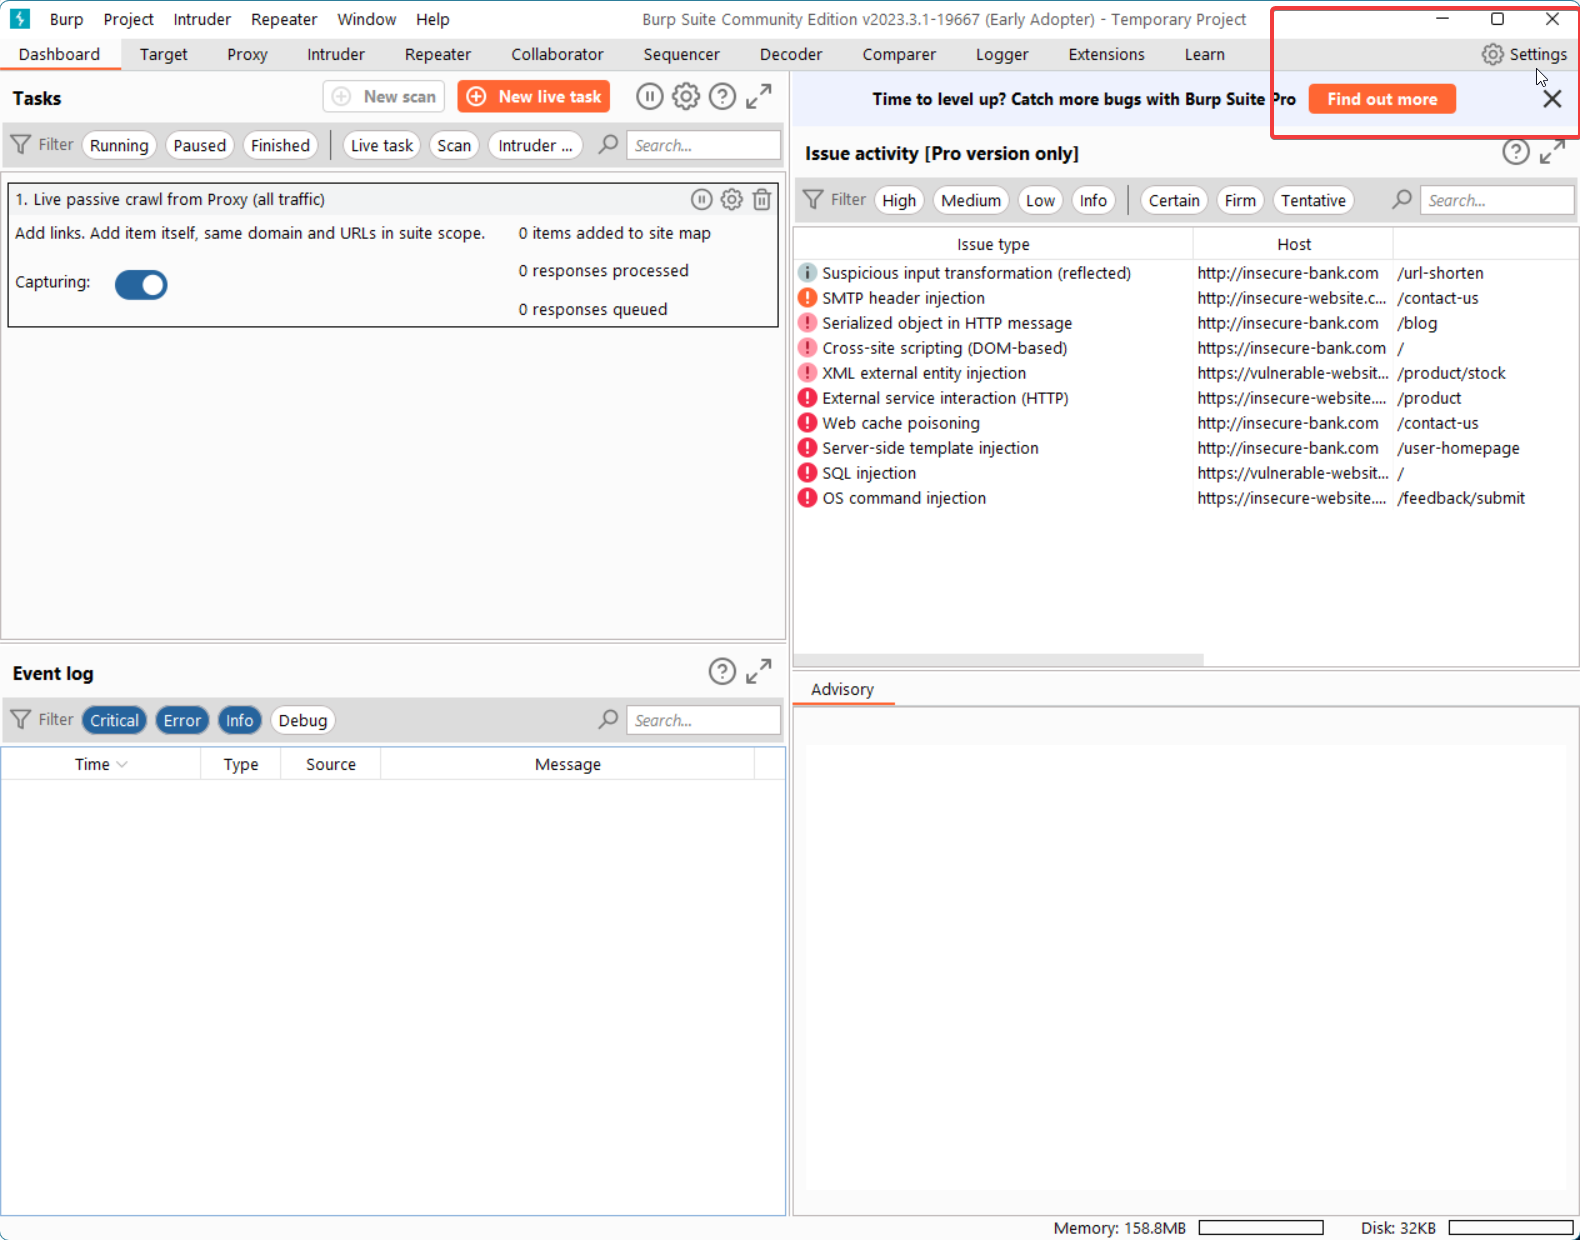 Burp Project Intruder Repeater Window Help Burp Suite Community Edition v2023.3.1-19667 (Early Adopter) - Temporary Project
Dashboard Target Proxy Intruder Repeater Collaborator Sequencer Decoder Comparer Logger Extensions Learn Settings
Tasks New scan New live task
Filter Running Paused Finished Live task Scan Intruder ... Search...
1. Live passive crawl from Proxy (all traffic)
Add links. Add item itself, same domain and URLs in suite scope. 0 items added to site map
0 responses processed
Capturing:
0 responses queued
Event log
Filter Critical Error Info Debug Search...
Time Type Source Message
Time to level up? Catch more bugs with Burp Suite Pro Find out more
Issue activity [Pro version only]
Filter High Medium Low Info Certain Firm Tentative Search...
Issue type Host
Suspicious input transformation (reflected) http://insecure-bank.com /url-shorten
SMTP header injection http://insecure-website.c... /contact-us
Serialized object in HTTP message http://insecure-bank.com /blog
Cross-site scripting (DOM-based) https://insecure-bank.com /
XML external entity injection https://vulnerable-websit... /product/stock
External service interaction (HTTP) https://insecure-website.... /product
Web cache poisoning http://insecure-bank.com /contact-us
Server-side template injection http://insecure-bank.com /user-homepage
SQL injection https://vulnerable-websit... /
OS command injection https://insecure-website.... /feedback/submit
Advisory
Memory: 158.8MB Disk: 32KB